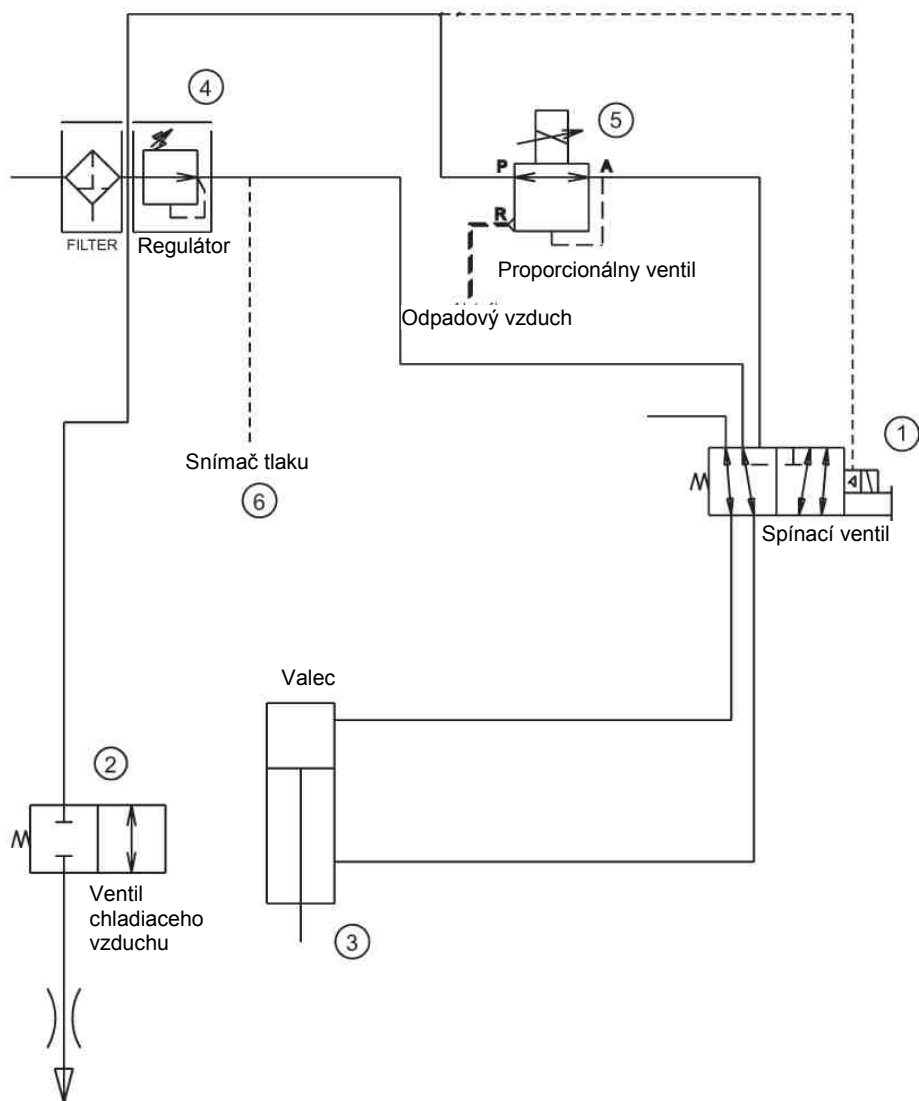 4
5
P
A
R
FILTER
Regulátor
Proporcionálny ventil
Odpadový vzduch
1
Snímač tlaku
6
Spínací ventil
Valec
2
Ventil
chladiaceho
vzduchu
3